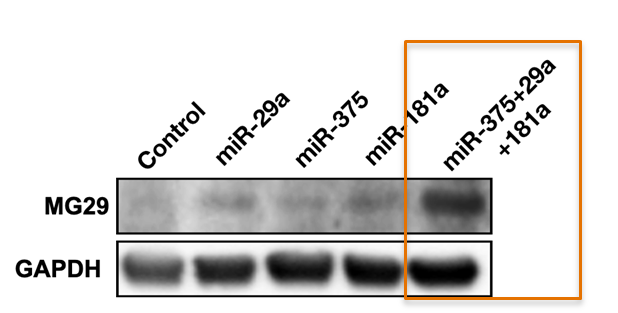 Control
miR-29a
miR-375
miR-181a
miR-375+29a
+181a
MG29
GAPDH